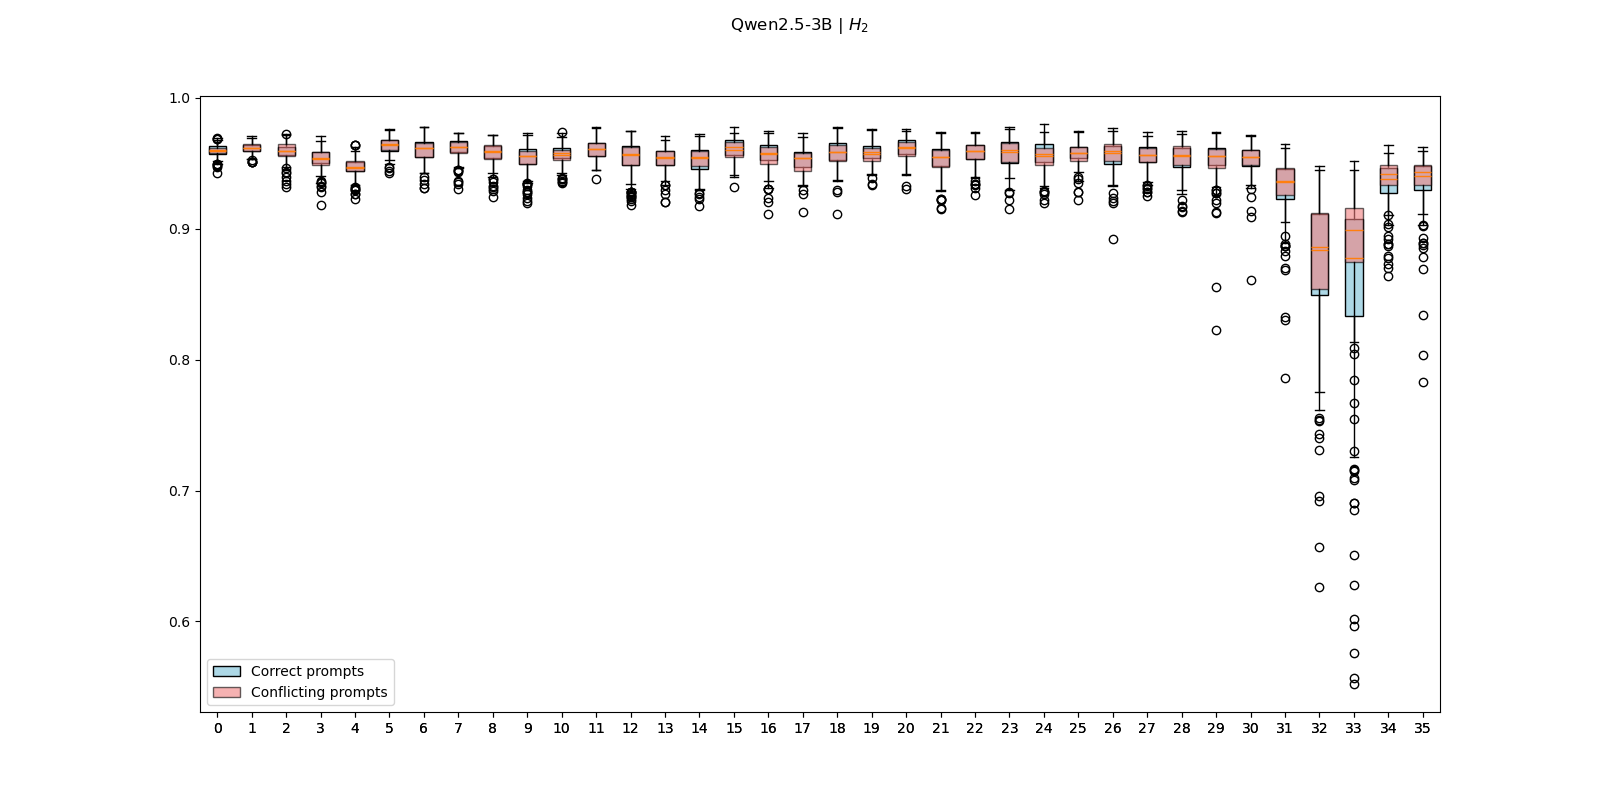 Qwen2.5-3B | H₂
1.0
0.9
0.8
0.7
0.6
Correct prompts
Conflicting prompts
0 1 2 3 4 5 6 7 8 9 10 11 12 13 14 15 16 17 18 19 20 21 22 23 24 25 26 27 28 29 30 31 32 33 34 35